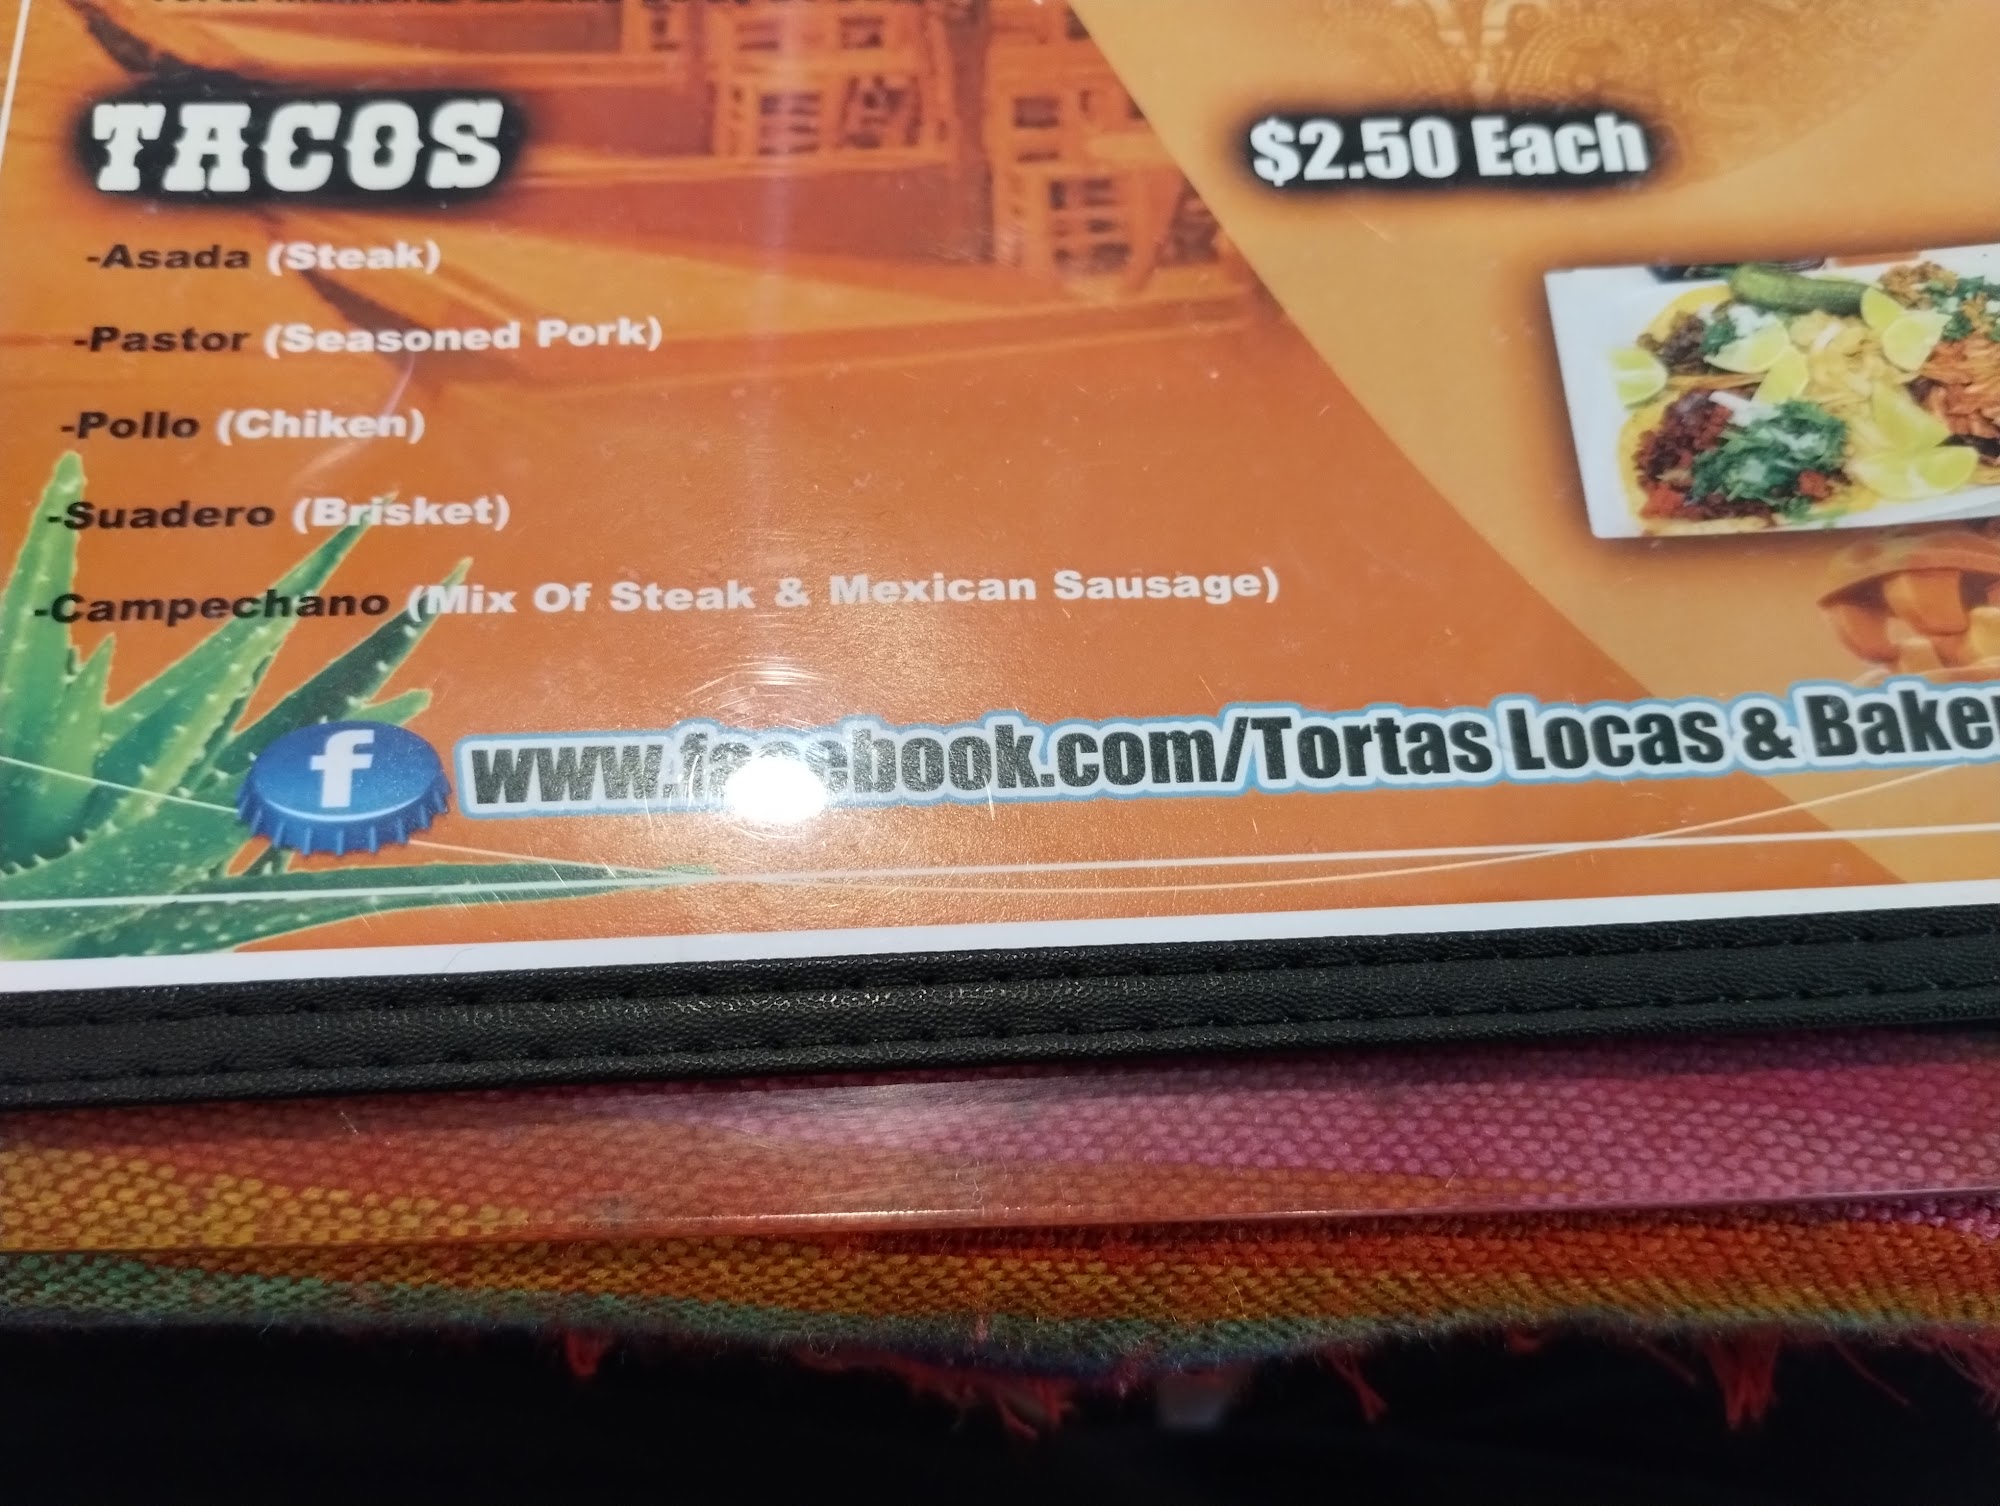 TACOS
$2.50 Each
-Asada (Steak)
-Pastor (Seasoned Pork)
-Pollo (Chiken)
-Suadero (Brisket)
-Campechano (Mix Of Steak & Mexican Sausage)
f
www.facebook.com/Tortas Locas & Baker